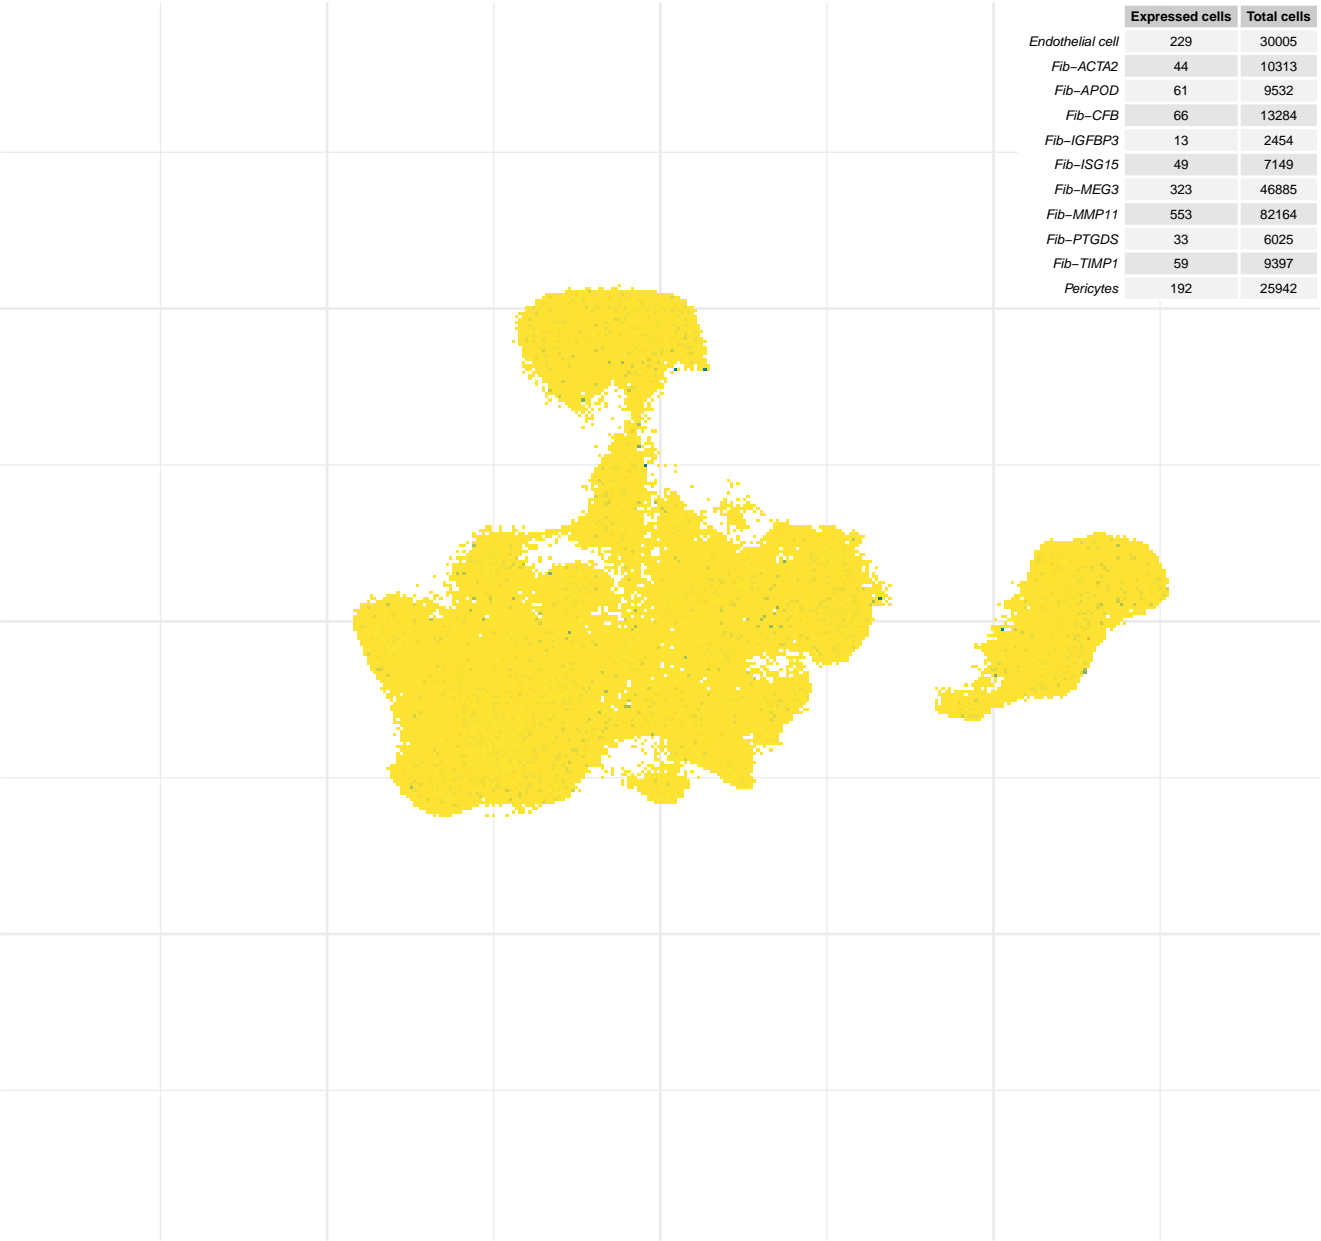 Expressed cells Total cells
Endothelial cell 229 30005
Fib−ACTA2 44 10313
Fib−APOD 61 9532
Fib−CFB 66 13284
Fib−IGFBP3 13 2454
Fib−ISG15 49 7149
Fib−MEG3 323 46885
Fib−MMP11 553 82164
Fib−PTGDS 33 6025
Fib−TIMP1 59 9397
Pericytes 192 25942